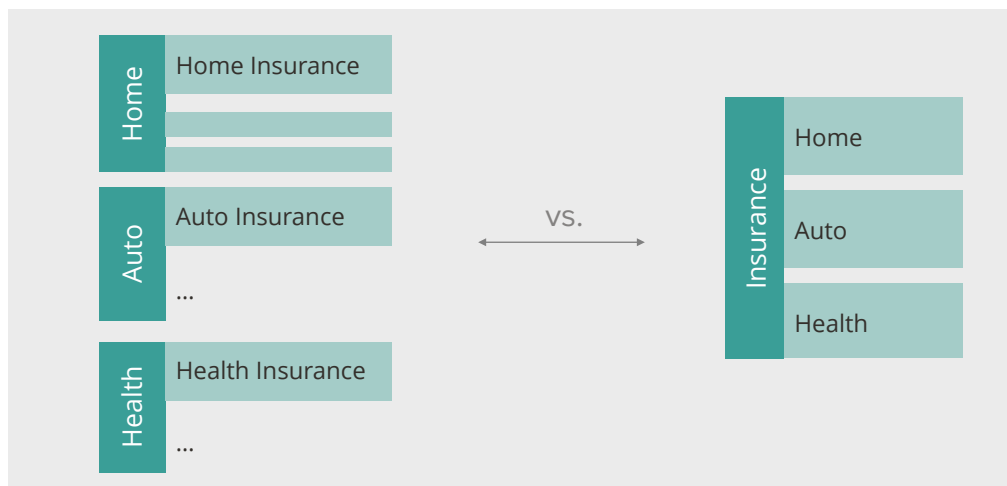 Home
Home Insurance
Auto
Auto Insurance
...
Health
Health Insurance
...
vs.
Insurance
Home
Auto
Health